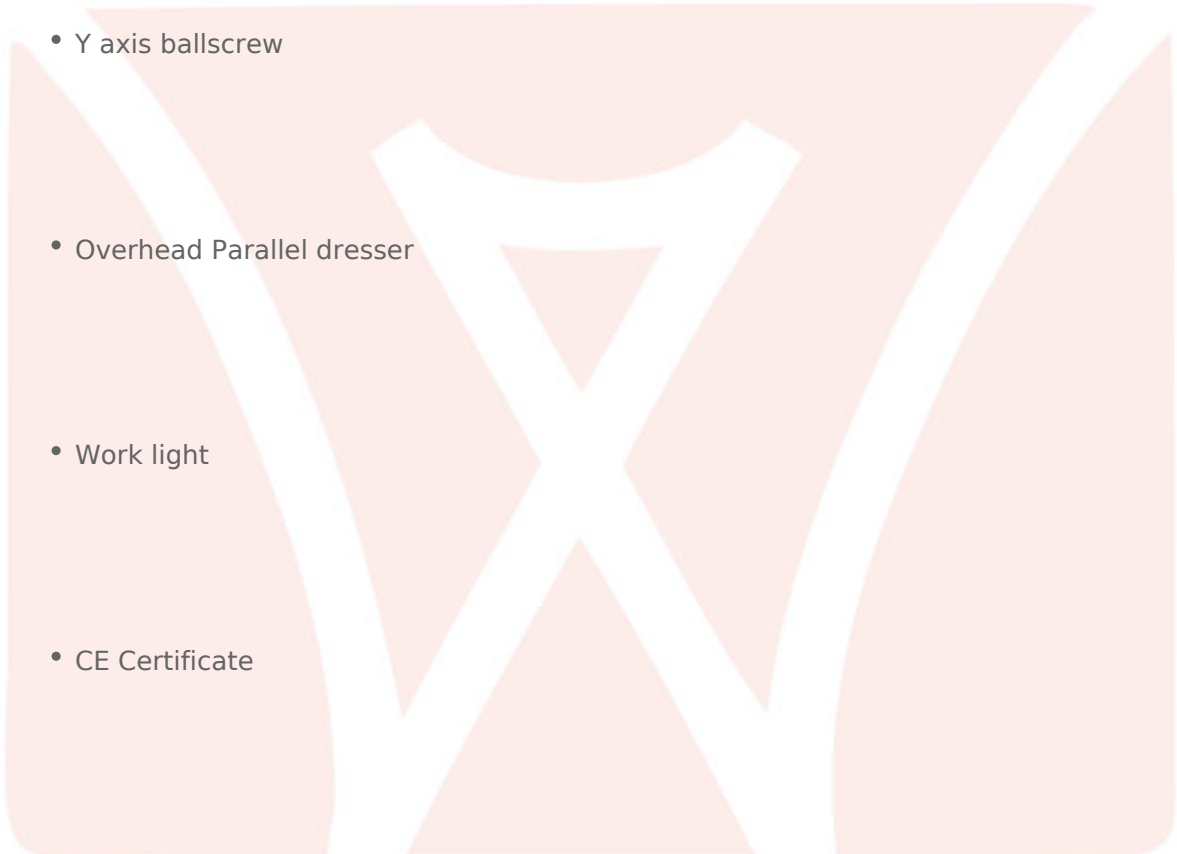 • Y axis ballscrew
• Overhead Parallel dresser
• Work light
• CE Certificate